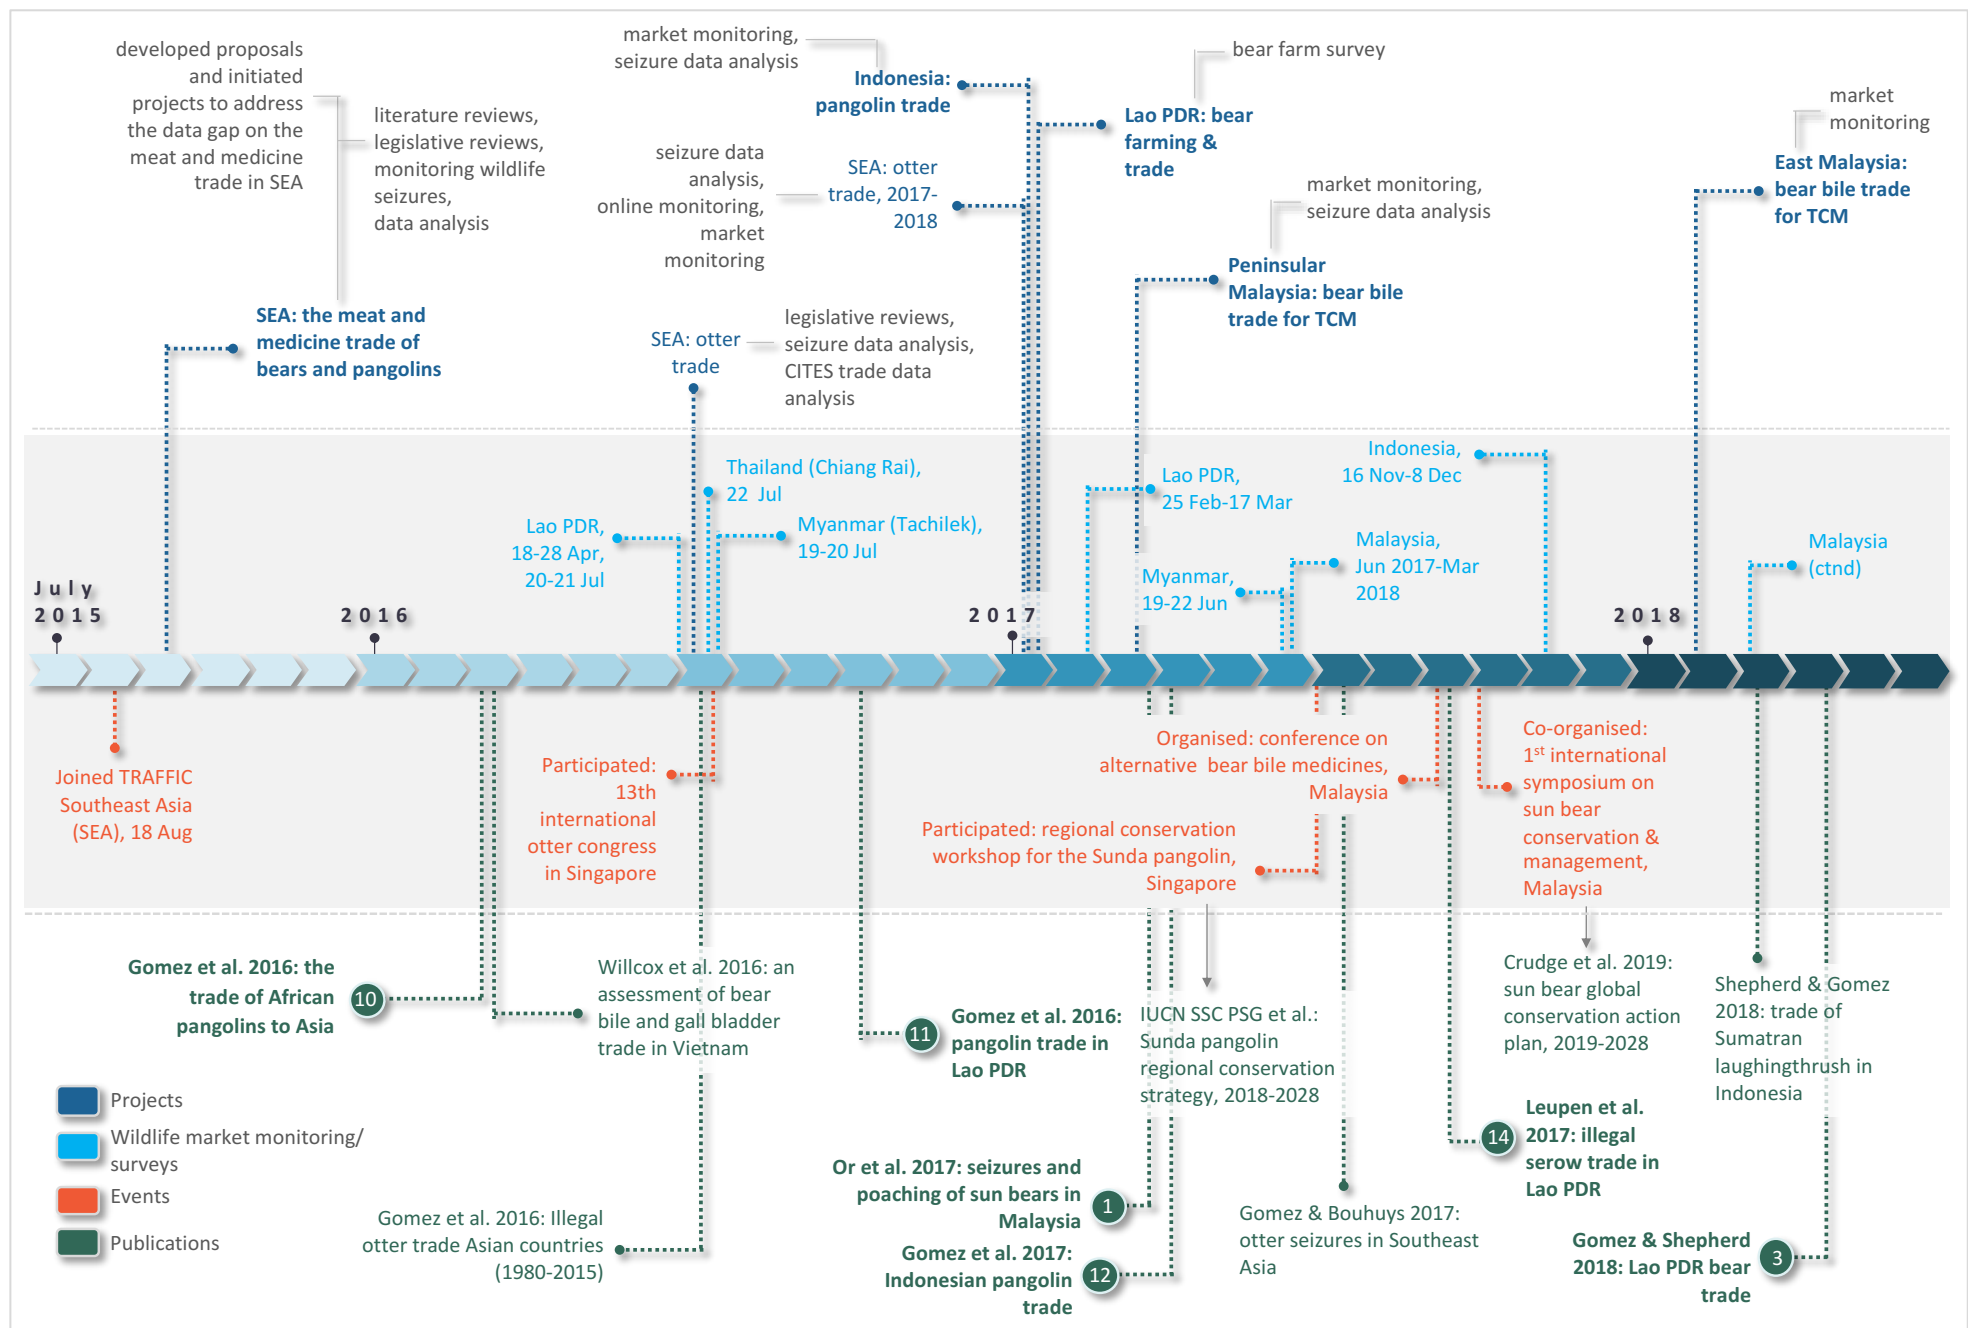 developed proposals
and initiated
projects to address
the data gap on the
meat and medicine
trade in SEA
literature reviews,
legislative reviews,
monitoring wildlife
seizures,
data analysis
SEA: the meat and
medicine trade of
bears and pangolins
market monitoring,
seizure data analysis
Indonesia:
pangolin trade
seizure data
analysis,
online monitoring,
market
monitoring
SEA: otter
trade, 2017-
2018
SEA: otter
trade
legislative reviews,
seizure data analysis,
CITES trade data
analysis
bear farm survey
Lao PDR: bear
farming &
trade
market monitoring,
seizure data analysis
Peninsular
Malaysia: bear bile
trade for TCM
market
monitoring
East Malaysia:
bear bile trade
for TCM
Lao PDR,
18-28 Apr,
20-21 Jul
Thailand (Chiang Rai),
22 Jul
Myanmar (Tachilek),
19-20 Jul
Lao PDR,
25 Feb-17 Mar
Myanmar,
19-22 Jun
Malaysia,
Jun 2017-Mar
2018
Indonesia,
16 Nov-8 Dec
Malaysia
(ctnd)
July
2015
2016
2017
2018
Joined TRAFFIC
Southeast Asia
(SEA), 18 Aug
Participated:
13th
international
otter congress
in Singapore
Organised: conference on
alternative bear bile medicines,
Malaysia
Participated: regional conservation
workshop for the Sunda pangolin,
Singapore
Co-organised:
1st international
symposium on
sun bear
conservation &
management,
Malaysia
Gomez et al. 2016: the
trade of African
pangolins to Asia
10
Willcox et al. 2016: an
assessment of bear
bile and gall bladder
trade in Vietnam
11
Gomez et al. 2016:
pangolin trade in
Lao PDR
IUCN SSC PSG et al.:
Sunda pangolin
regional conservation
strategy, 2018-2028
Crudge et al. 2019:
sun bear global
conservation action
plan, 2019-2028
Shepherd & Gomez
2018: trade of
Sumatran
laughingthrush in
Indonesia
Projects
Wildlife market monitoring/
surveys
Events
Publications
Gomez et al. 2016: Illegal
otter trade Asian countries
(1980-2015)
Or et al. 2017: seizures and
poaching of sun bears in
Malaysia
1
Gomez et al. 2017:
Indonesian pangolin
trade
12
Gomez & Bouhuys 2017:
otter seizures in Southeast
Asia
14
Leupen et al.
2017: illegal
serow trade in
Lao PDR
Gomez & Shepherd
2018: Lao PDR bear
trade
3